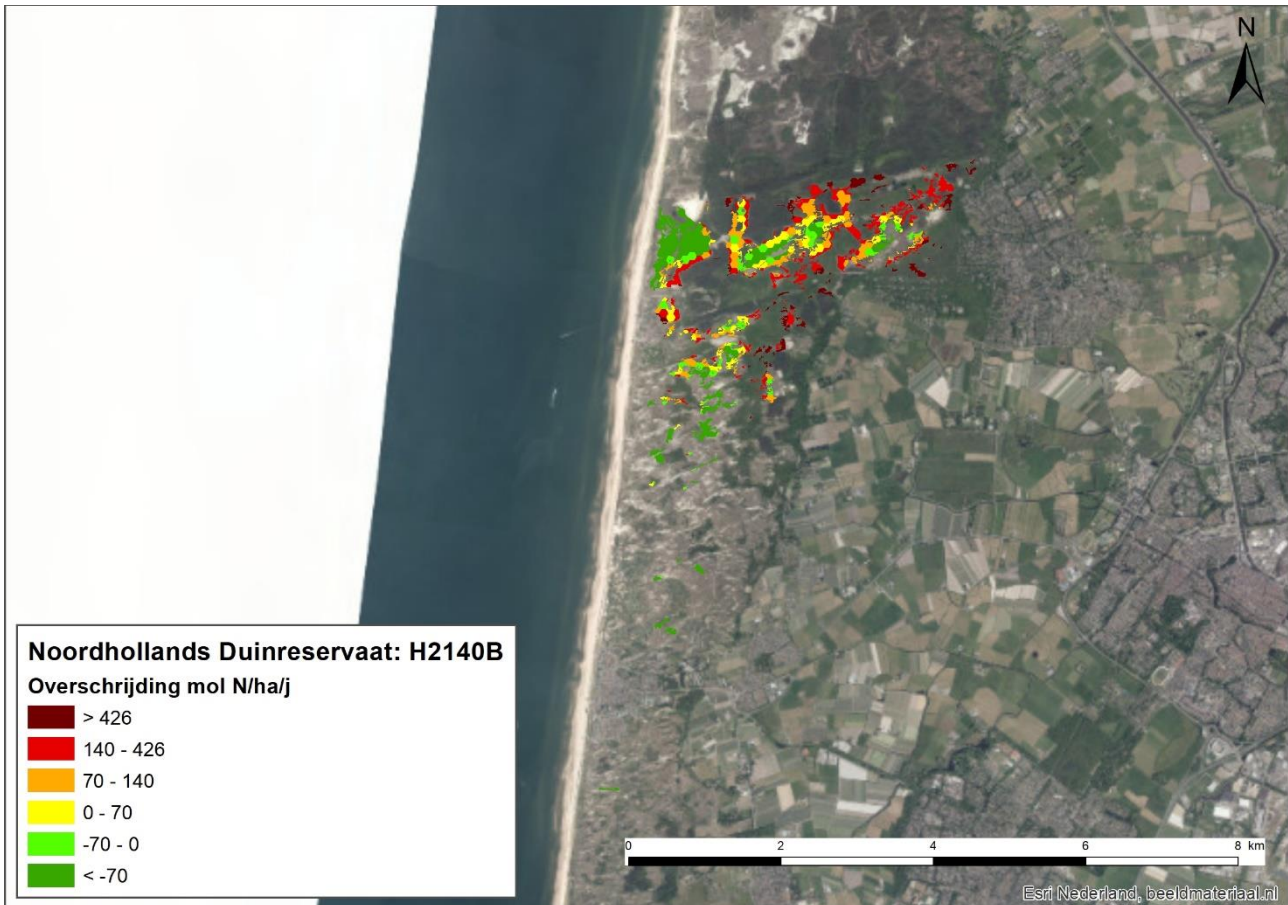 N
Noordhollands Duinreservaat: H2140B
Overschrijding mol N/ha/j
> 426
140 - 426
70 - 140
0 - 70
-70 - 0
< -70
0 2 4 6 8 km
Esri Nederland, beeldmateriaal.nl